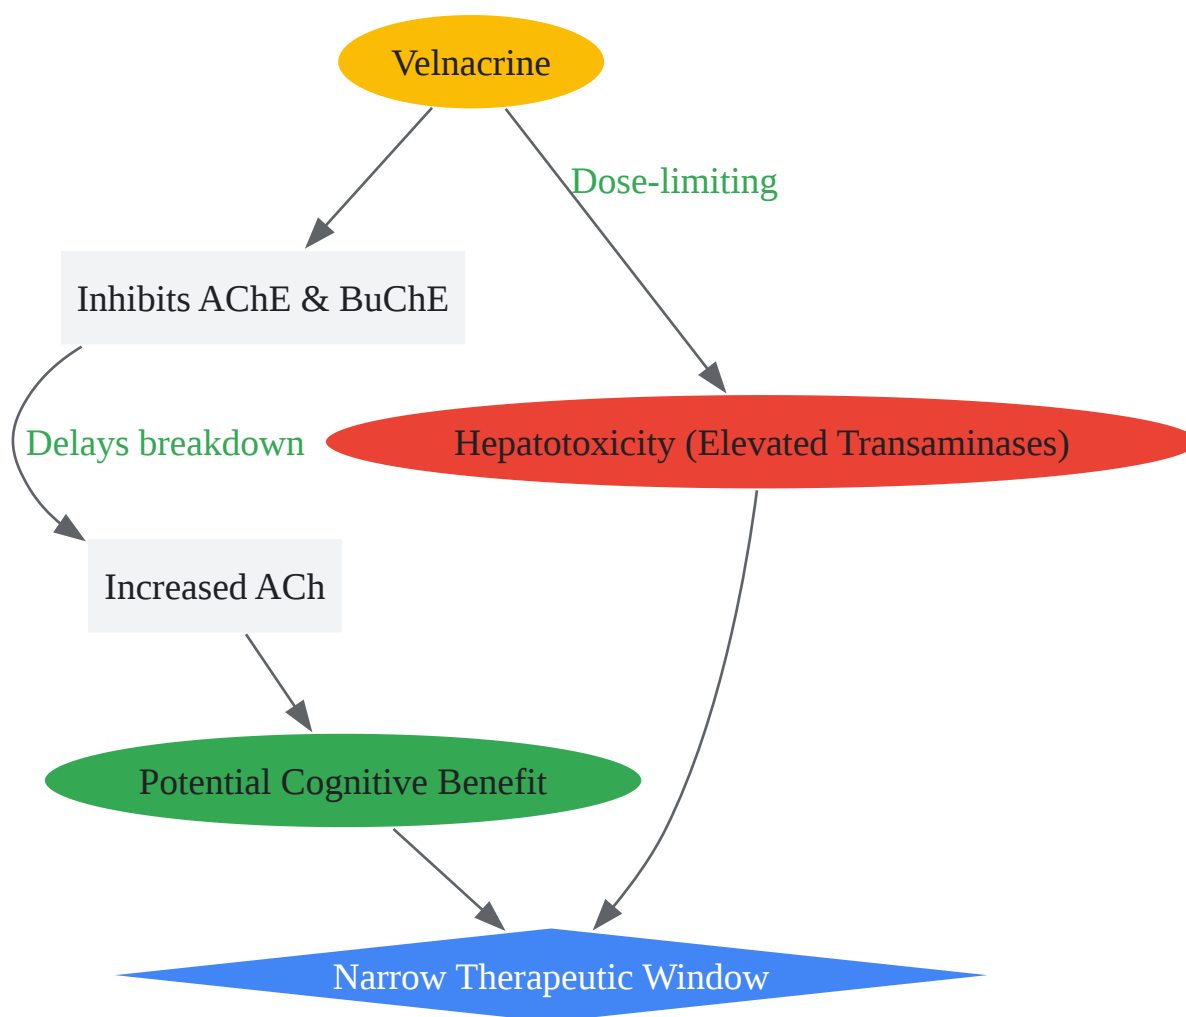 Velnacrine
Dose-limiting
Inhibits AChE & BuChE
Delays breakdown
Hepatotoxicity (Elevated Transaminases)
Increased ACh
Potential Cognitive Benefit
Narrow Therapeutic Window